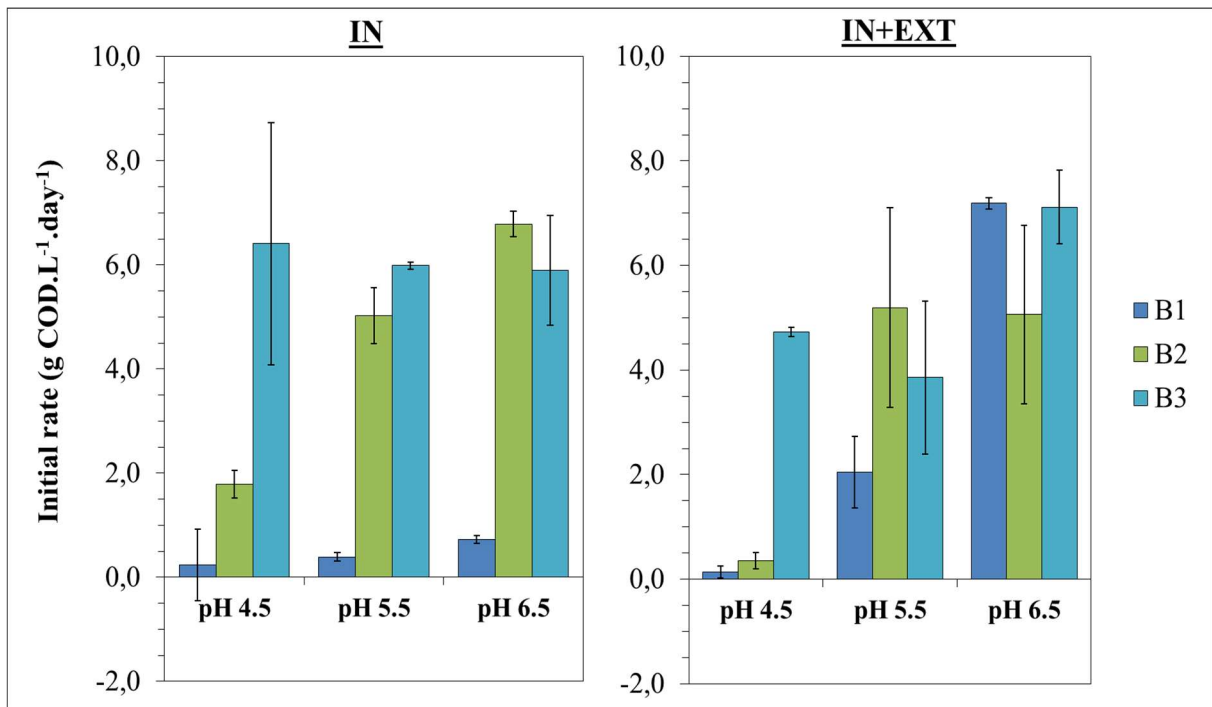 IN
IN+EXT
Initial rate (g COD.L-1.day-1)
10,0
8,0
6,0
4,0
2,0
0,0
-2,0
pH 4.5
pH 5.5
pH 6.5
10,0
8,0
6,0
4,0
2,0
0,0
-2,0
pH 4.5
pH 5.5
pH 6.5
B1
B2
B3